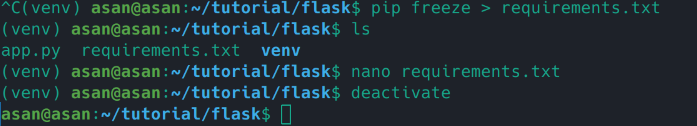 ^C(venv) asan@asan:~/tutorial/flask$ pip freeze > requirements.txt
(venv) asan@asan:~/tutorial/flask$ ls
app.py  requirements.txt  venv
(venv) asan@asan:~/tutorial/flask$ nano requirements.txt
(venv) asan@asan:~/tutorial/flask$ deactivate
asan@asan:~/tutorial/flask$